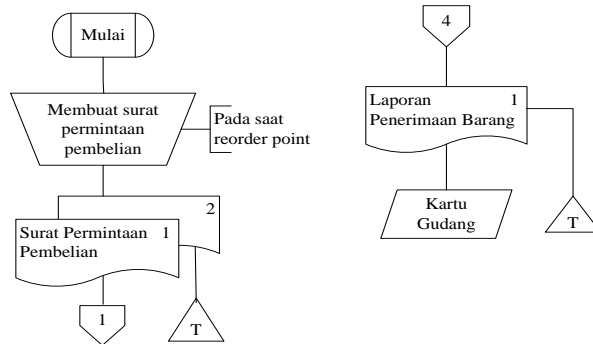 Mulai
Membuat surat
permintaan
pembelian
Pada saat
reorder point
2
Surat Permintaan 1
Pembelian
1
T
4
Laporan 1
Penerimaan Barang
Kartu
Gudang
T